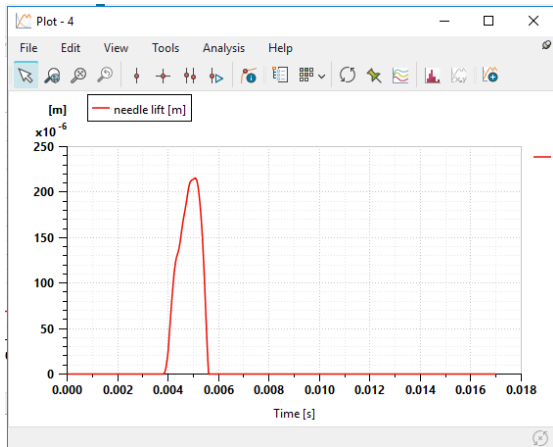 Plot - 4
File Edit View Tools Analysis Help
[m]
needle lift [m]
x10 -6
250
200
150
100
50
0
0.000 0.002 0.004 0.006 0.008 0.010 0.012 0.014 0.016 0.018
Time [s]